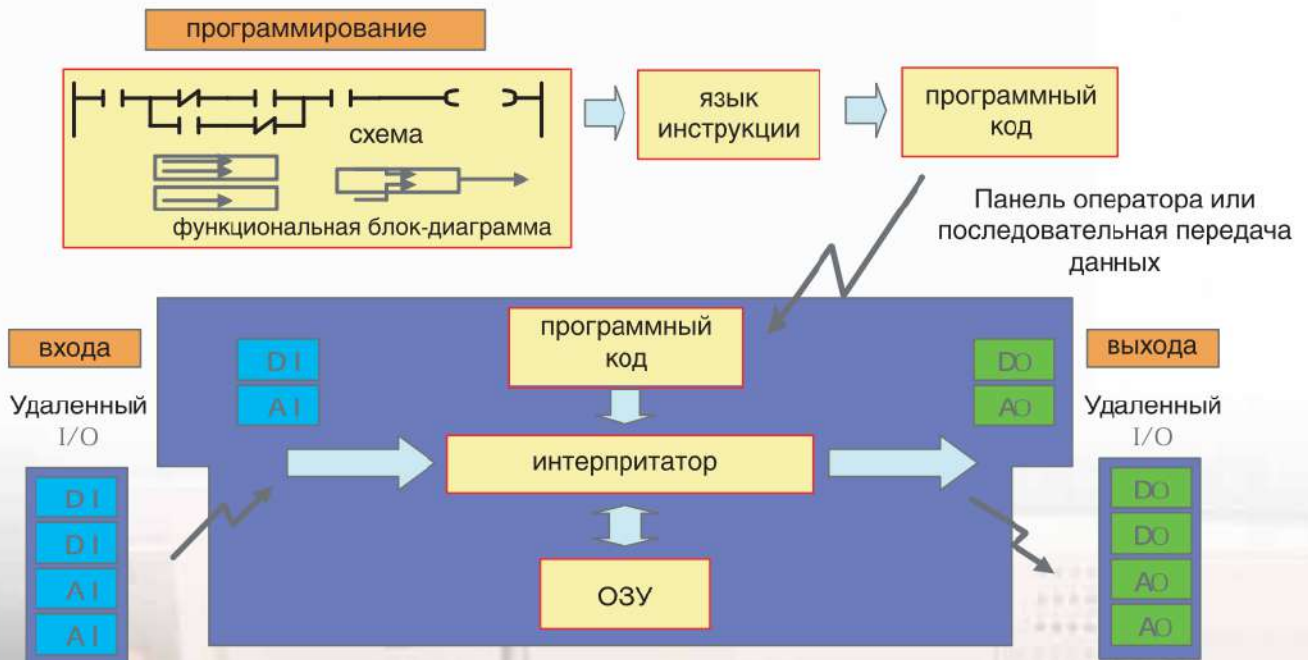 программирование
схема
функциональная блок-диаграмма
язык
инструкции
программный
код
Панель оператора или
последовательная передача
данных
входа
Удаленный
I/O
DI
DI
AI
AI
DI
AI
программный
код
интерпритатор
ОЗУ
DO
AO
выхода
Удаленный
I/O
DO
DO
AO
AO